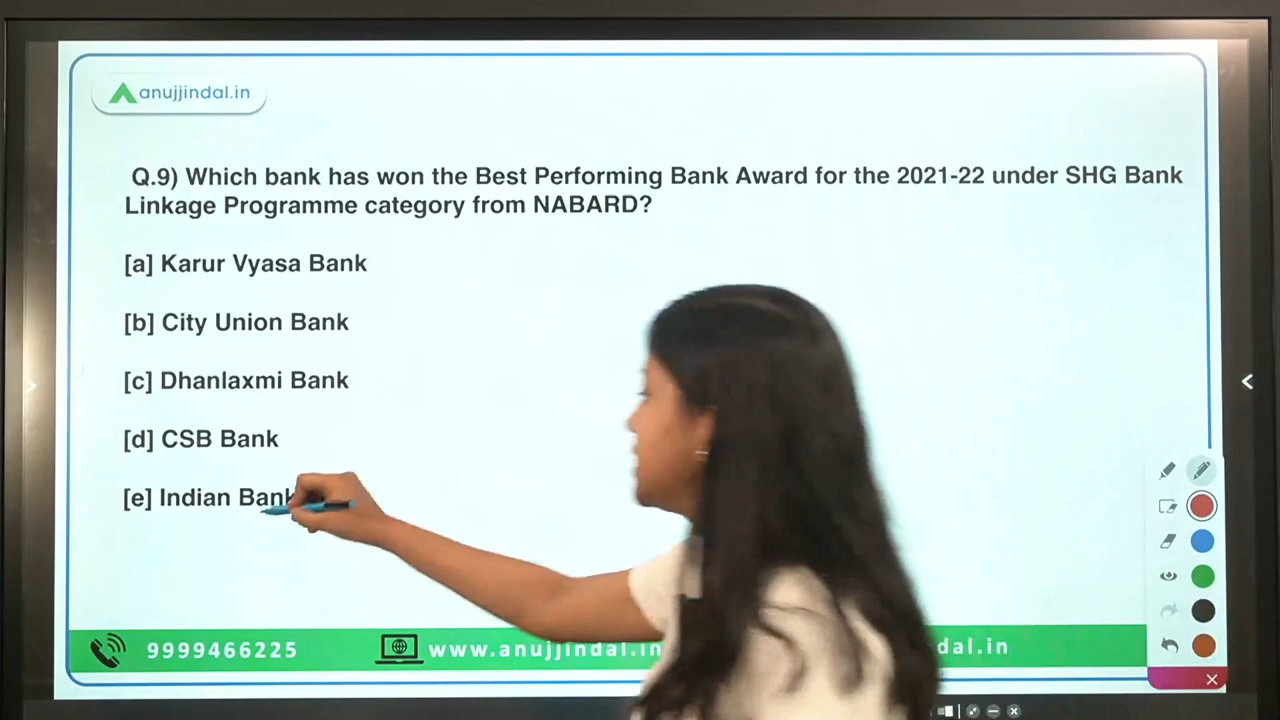 anujjindal.in
Q.9) Which bank has won the Best Performing Bank Award for the 2021-22 under SHG Bank
Linkage Programme category from NABARD?
[a] Karur Vyasa Bank
[b] City Union Bank
[c] Dhanlaxmi Bank
[d] CSB Bank
[e] Indian Bank
9999466225
www.anujjindal.in
dal.in